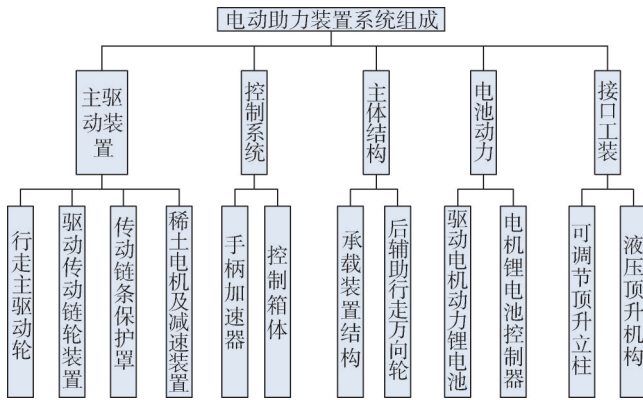 电动助力装置系统组成
主驱动装置
控制系统
主体结构
电池动力
接口工装
行走主驱动轮
驱动传动链轮装置
传动链条保护罩
稀土电机及减速装置
手柄加速器
控制箱体
承载装置结构
后辅助行走万向轮
驱动电机动力锂电池
电机锂电池控制器
可调节顶升立柱
液压顶升机构